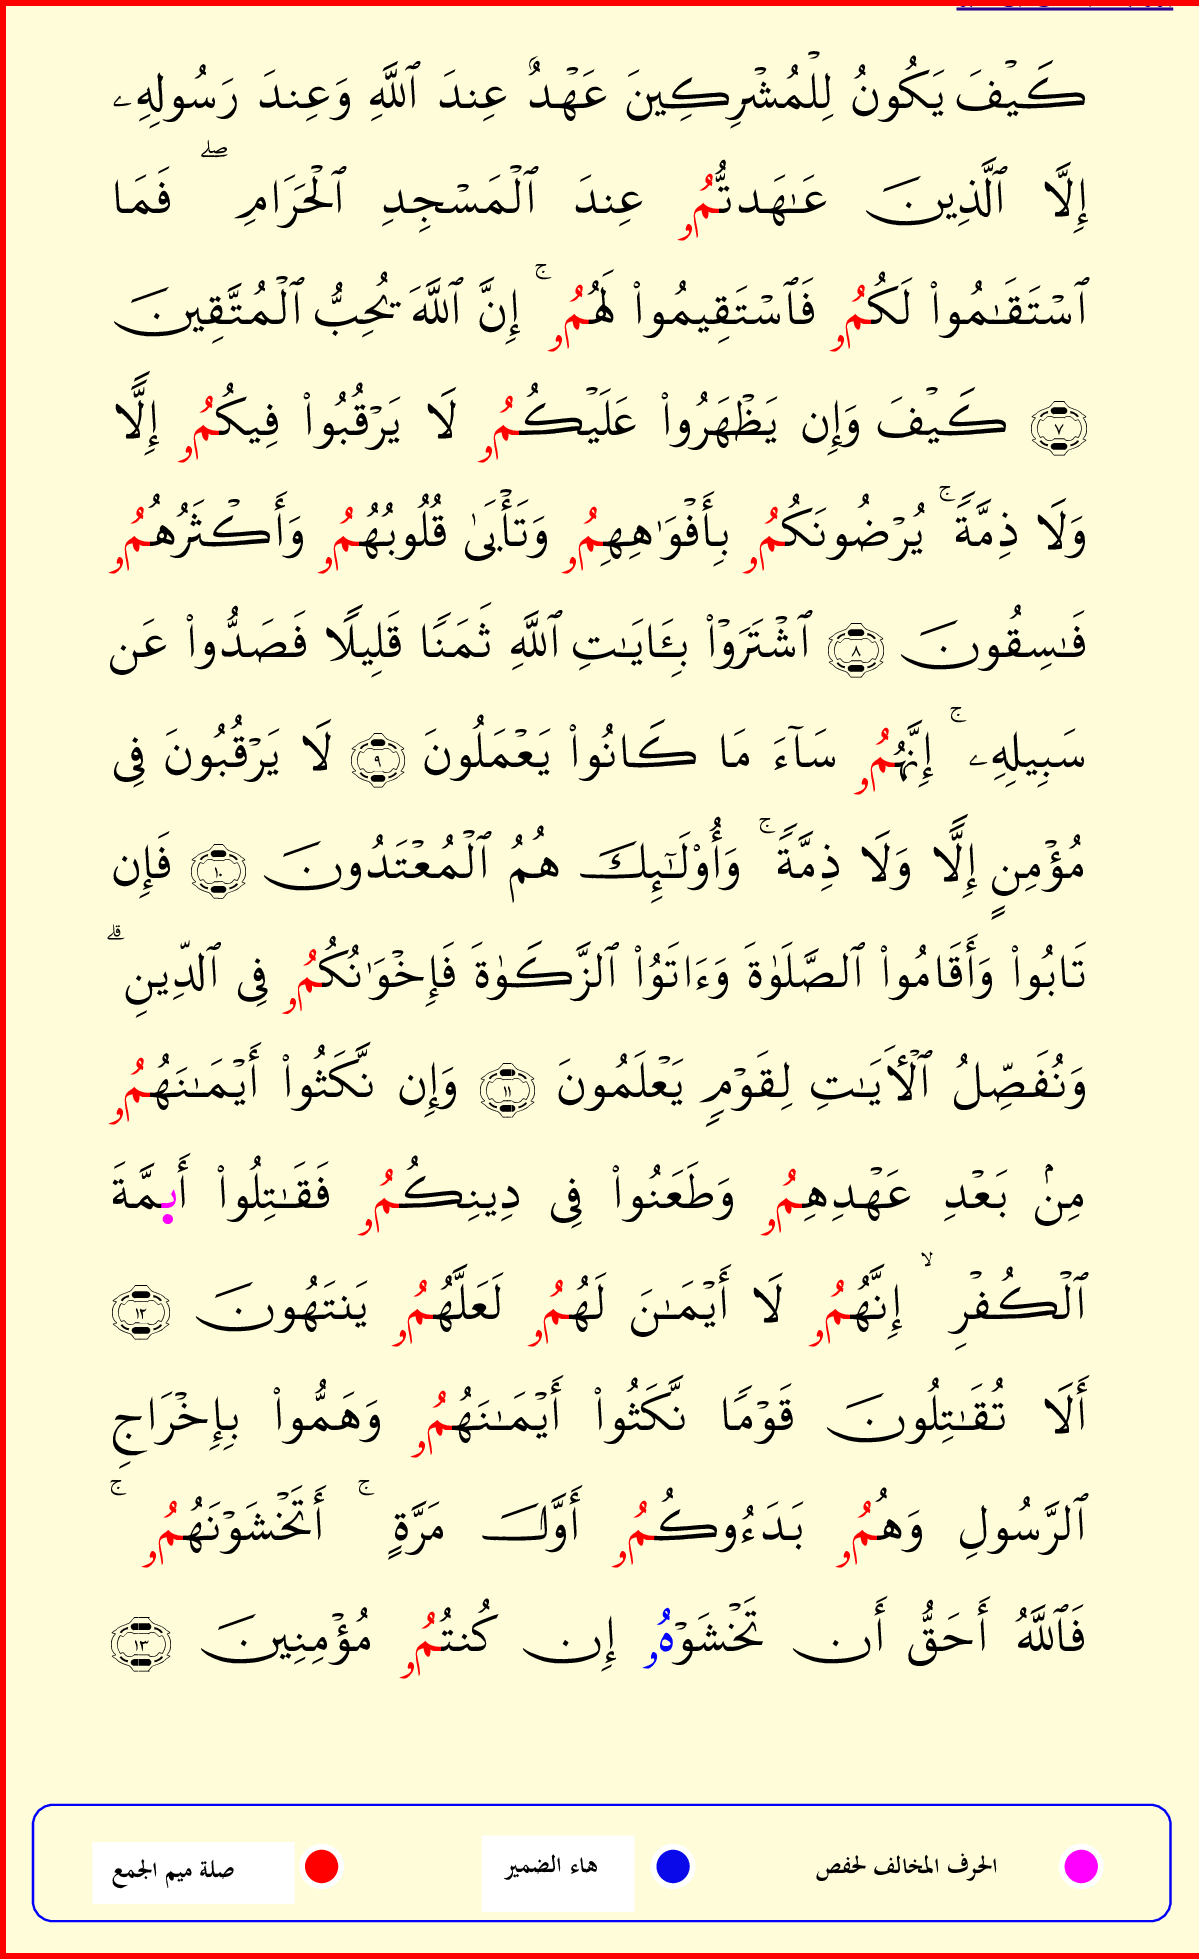 كَيْفَ يَكُونُ لِلْمُشْرِكِينَ عَهْدٌ عِندَ ٱللَّهِ وَعِندَ رَسُولِهِۦ
إِلَّا ٱلَّذِينَ عَـٰهَدتُّمُو عِندَ ٱلْمَسْجِدِ ٱلْحَرَامِ ۖ فَمَا
ٱسْتَقَـٰمُوا۟ لَكُمُو فَٱسْتَقِيمُوا۟ لَهُمُو ۚ إِنَّ ٱللَّهَ يُحِبُّ ٱلْمُتَّقِينَ
٧ كَيْفَ وَإِن يَظْهَرُوا۟ عَلَيْكُمُو لَا يَرْقُبُوا۟ فِيكُمُو إِلًّا
وَلَا ذِمَّةً ۚ يُرْضُونَكُمُو بِأَفْوَٰهِهِمُو وَتَأْبَىٰ قُلُوبُهُمُو وَأَكْثَرُهُمُو
فَـٰسِقُونَ ٨ ٱشْتَرَوْا۟ بِـَٔايَـٰتِ ٱللَّهِ ثَمَنًا قَلِيلًا فَصَدُّوا۟ عَن
سَبِيلِهِۦ ۚ إِنَّهُمُو سَآءَ مَا كَانُوا۟ يَعْمَلُونَ ٩ لَا يَرْقُبُونَ فِى
مُؤْمِنٍ إِلًّا وَلَا ذِمَّةً ۚ وَأُو۟لَـٰٓئِكَ هُمُ ٱلْمُعْتَدُونَ ١٠ فَإِن
تَابُوا۟ وَأَقَامُوا۟ ٱلصَّلَوٰةَ وَءَاتَوُا۟ ٱلزَّكَوٰةَ فَإِخْوَٰنُكُمُو فِى ٱلدِّينِ ۗ
وَنُفَصِّلُ ٱلْـَٔايَـٰتِ لِقَوْمٍ يَعْلَمُونَ ١١ وَإِن نَّكَثُوا۟ أَيْمَـٰنَهُمُو
مِنۢ بَعْدِ عَهْدِهِمُو وَطَعَنُوا۟ فِى دِينِكُمُو فَقَـٰتِلُوا۟ أَىِٕمَّةَ
ٱلْكُفْرِ ۙ إِنَّهُمُو لَا أَيْمَـٰنَ لَهُمُو لَعَلَّهُمُو يَنتَهُونَ ١٢
أَلَا تُقَـٰتِلُونَ قَوْمًا نَّكَثُوا۟ أَيْمَـٰنَهُمُو وَهَمُّوا۟ بِإِخْرَاجِ
ٱلرَّسُولِ وَهُمُو بَدَءُوكُمُو أَوَّلَ مَرَّةٍ ۚ أَتَخْشَوْنَهُمُو ۚ
فَٱللَّهُ أَحَقُّ أَن تَخْشَوْهُو إِن كُنتُمُو مُؤْمِنِينَ ١٣
الحرف المخالف لحفص
هاء الضمير
صلة ميم الجمع